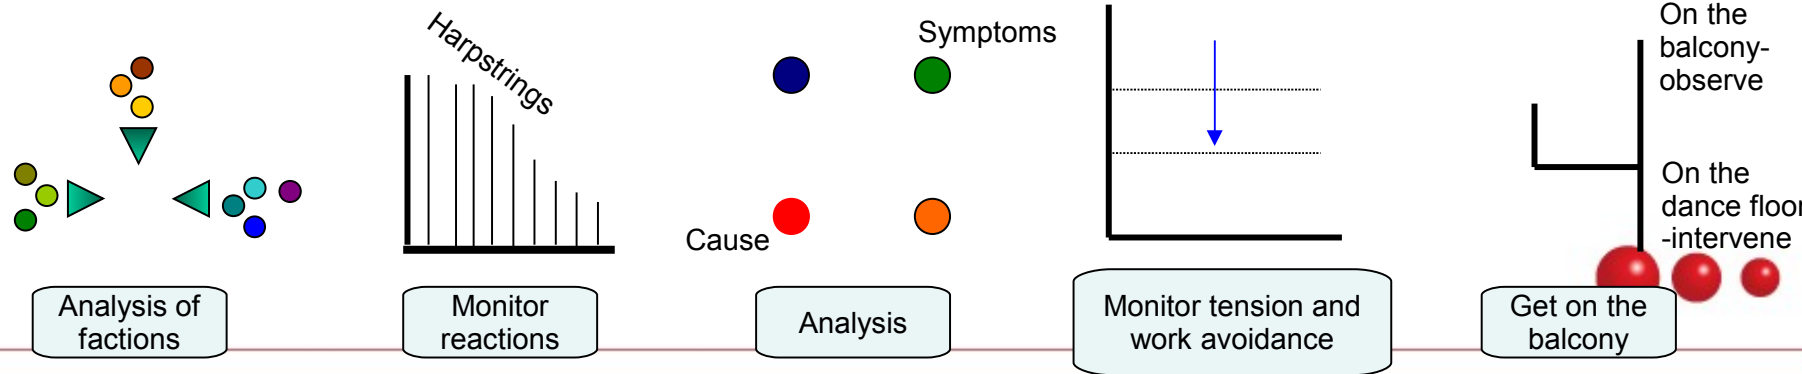 Harpstrings
Symptoms
Cause
On the
balcony-
observe
On the
dance floor
-intervene
Analysis of
factions
Monitor
reactions
Analysis
Monitor tension and
work avoidance
Get on the
balcony